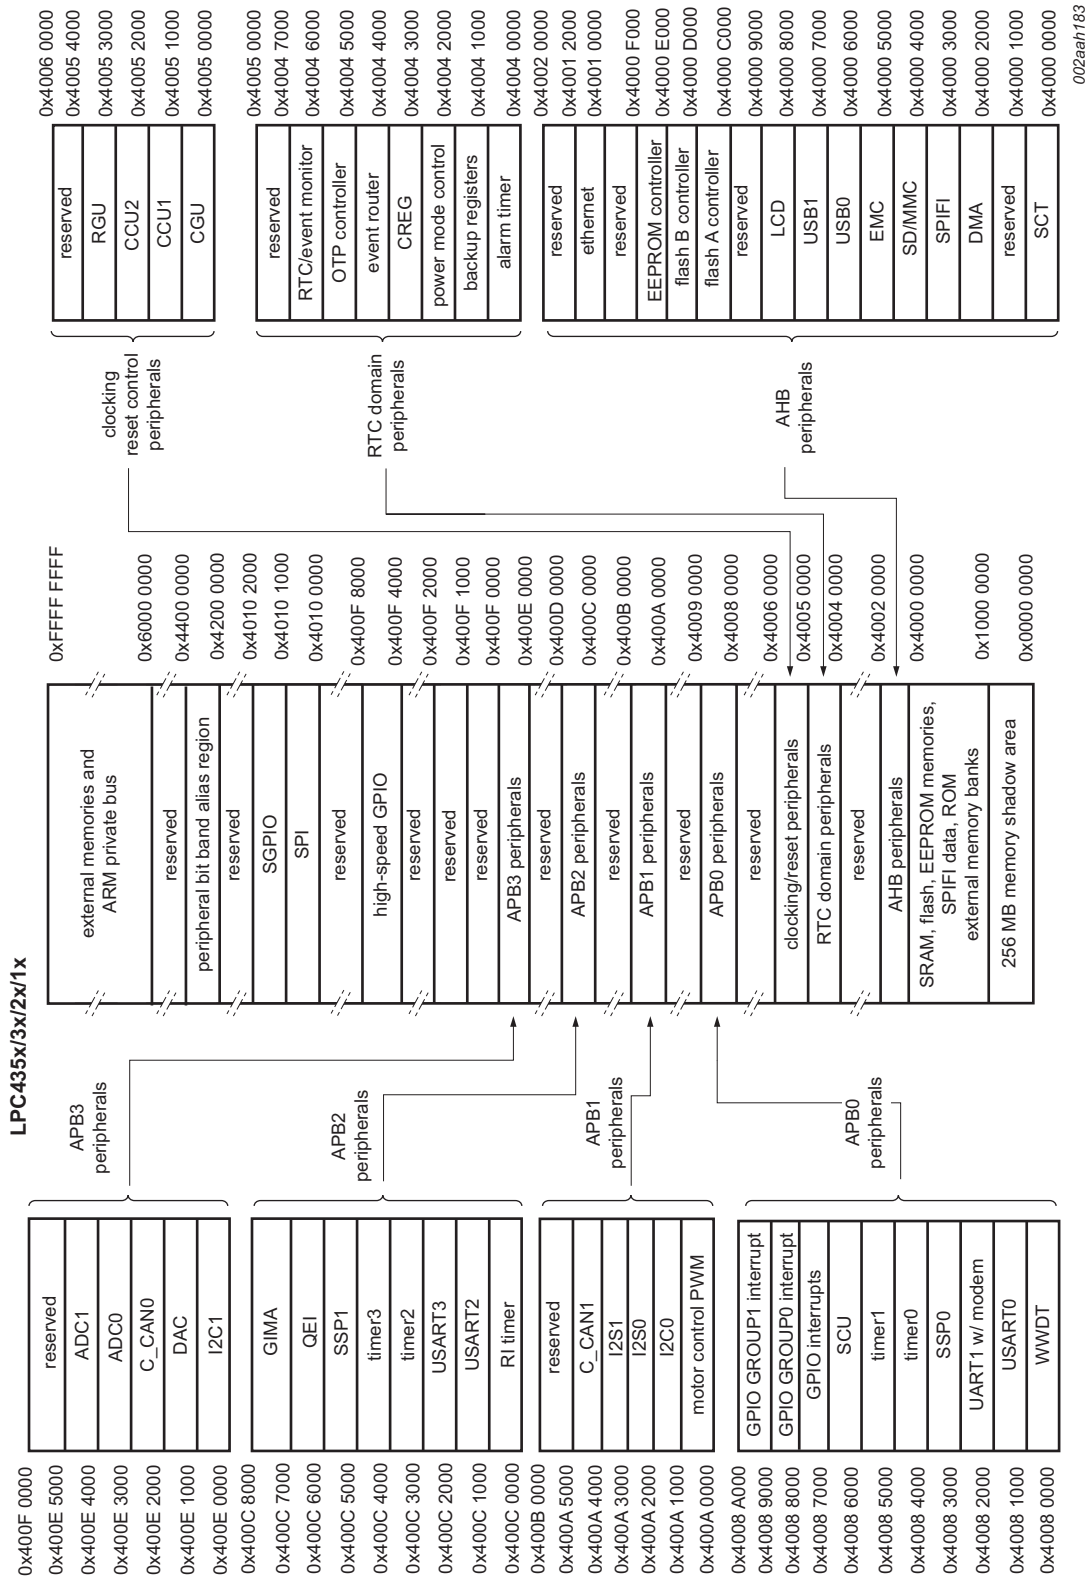 LPC435x/3x/2x/1x
0x400F 0000
reserved
0x400E 5000
ADC1
0x400E 4000
ADC0
0x400E 3000
C_CAN0
0x400E 2000
DAC
0x400E 1000
I2C1
0x400E 0000
APB3
peripherals
0x400C 8000
GIMA
0x400C 7000
QEI
0x400C 6000
SSP1
0x400C 5000
timer3
0x400C 4000
timer2
0x400C 3000
USART3
0x400C 2000
USART2
0x400C 1000
RI timer
0x400C 0000
APB2
peripherals
0x400B 0000
reserved
0x400A 5000
C_CAN1
0x400A 4000
I2S1
0x400A 3000
I2S0
0x400A 2000
I2C0
0x400A 1000
motor control PWM
0x400A 0000
APB1
peripherals
0x4008 A000
GPIO GROUP1 interrupt
0x4008 9000
GPIO GROUP0 interrupt
0x4008 8000
GPIO interrupts
0x4008 7000
SCU
0x4008 6000
timer1
0x4008 5000
timer0
0x4008 4000
SSP0
0x4008 3000
UART1 w/ modem
0x4008 2000
USART0
0x4008 1000
WWDT
0x4008 0000
APB0
peripherals
0xFFFF FFFF
external memories and
ARM private bus
0x6000 0000
reserved
0x4400 0000
peripheral bit band alias region
0x4200 0000
reserved
0x4010 2000
SGPIO
0x4010 1000
SPI
0x4010 0000
reserved
0x400F 8000
high-speed GPIO
0x400F 4000
reserved
0x400F 2000
reserved
0x400F 1000
reserved
0x400F 0000
APB3 peripherals
0x400E 0000
reserved
0x400D 0000
APB2 peripherals
0x400C 0000
reserved
0x400B 0000
APB1 peripherals
0x400A 0000
reserved
0x4009 0000
APB0 peripherals
0x4008 0000
reserved
0x4006 0000
clocking/reset peripherals
0x4005 0000
RTC domain peripherals
0x4004 0000
reserved
0x4002 0000
AHB peripherals
0x4000 0000
SRAM, flash, EEPROM memories,
SPIFI data, ROM
external memory banks
0x1000 0000
256 MB memory shadow area
0x0000 0000
clocking
reset control
peripherals
0x4006 0000
reserved
0x4005 4000
RGU
0x4005 3000
CCU2
0x4005 2000
CCU1
0x4005 1000
CGU
0x4005 0000
RTC domain
peripherals
0x4005 0000
reserved
0x4004 7000
RTC/event monitor
0x4004 6000
OTP controller
0x4004 5000
event router
0x4004 4000
CREG
0x4004 3000
power mode control
0x4004 2000
backup registers
0x4004 1000
alarm timer
0x4004 0000
AHB
peripherals
0x4002 0000
reserved
0x4001 2000
ethernet
0x4001 0000
reserved
0x4000 F000
EEPROM controller
0x4000 E000
flash B controller
0x4000 D000
flash A controller
0x4000 C000
reserved
0x4000 9000
LCD
0x4000 8000
USB1
0x4000 7000
USB0
0x4000 6000
EMC
0x4000 5000
SD/MMC
0x4000 4000
SPIFI
0x4000 3000
DMA
0x4000 2000
reserved
0x4000 1000
SCT
0x4000 0000
002aah183